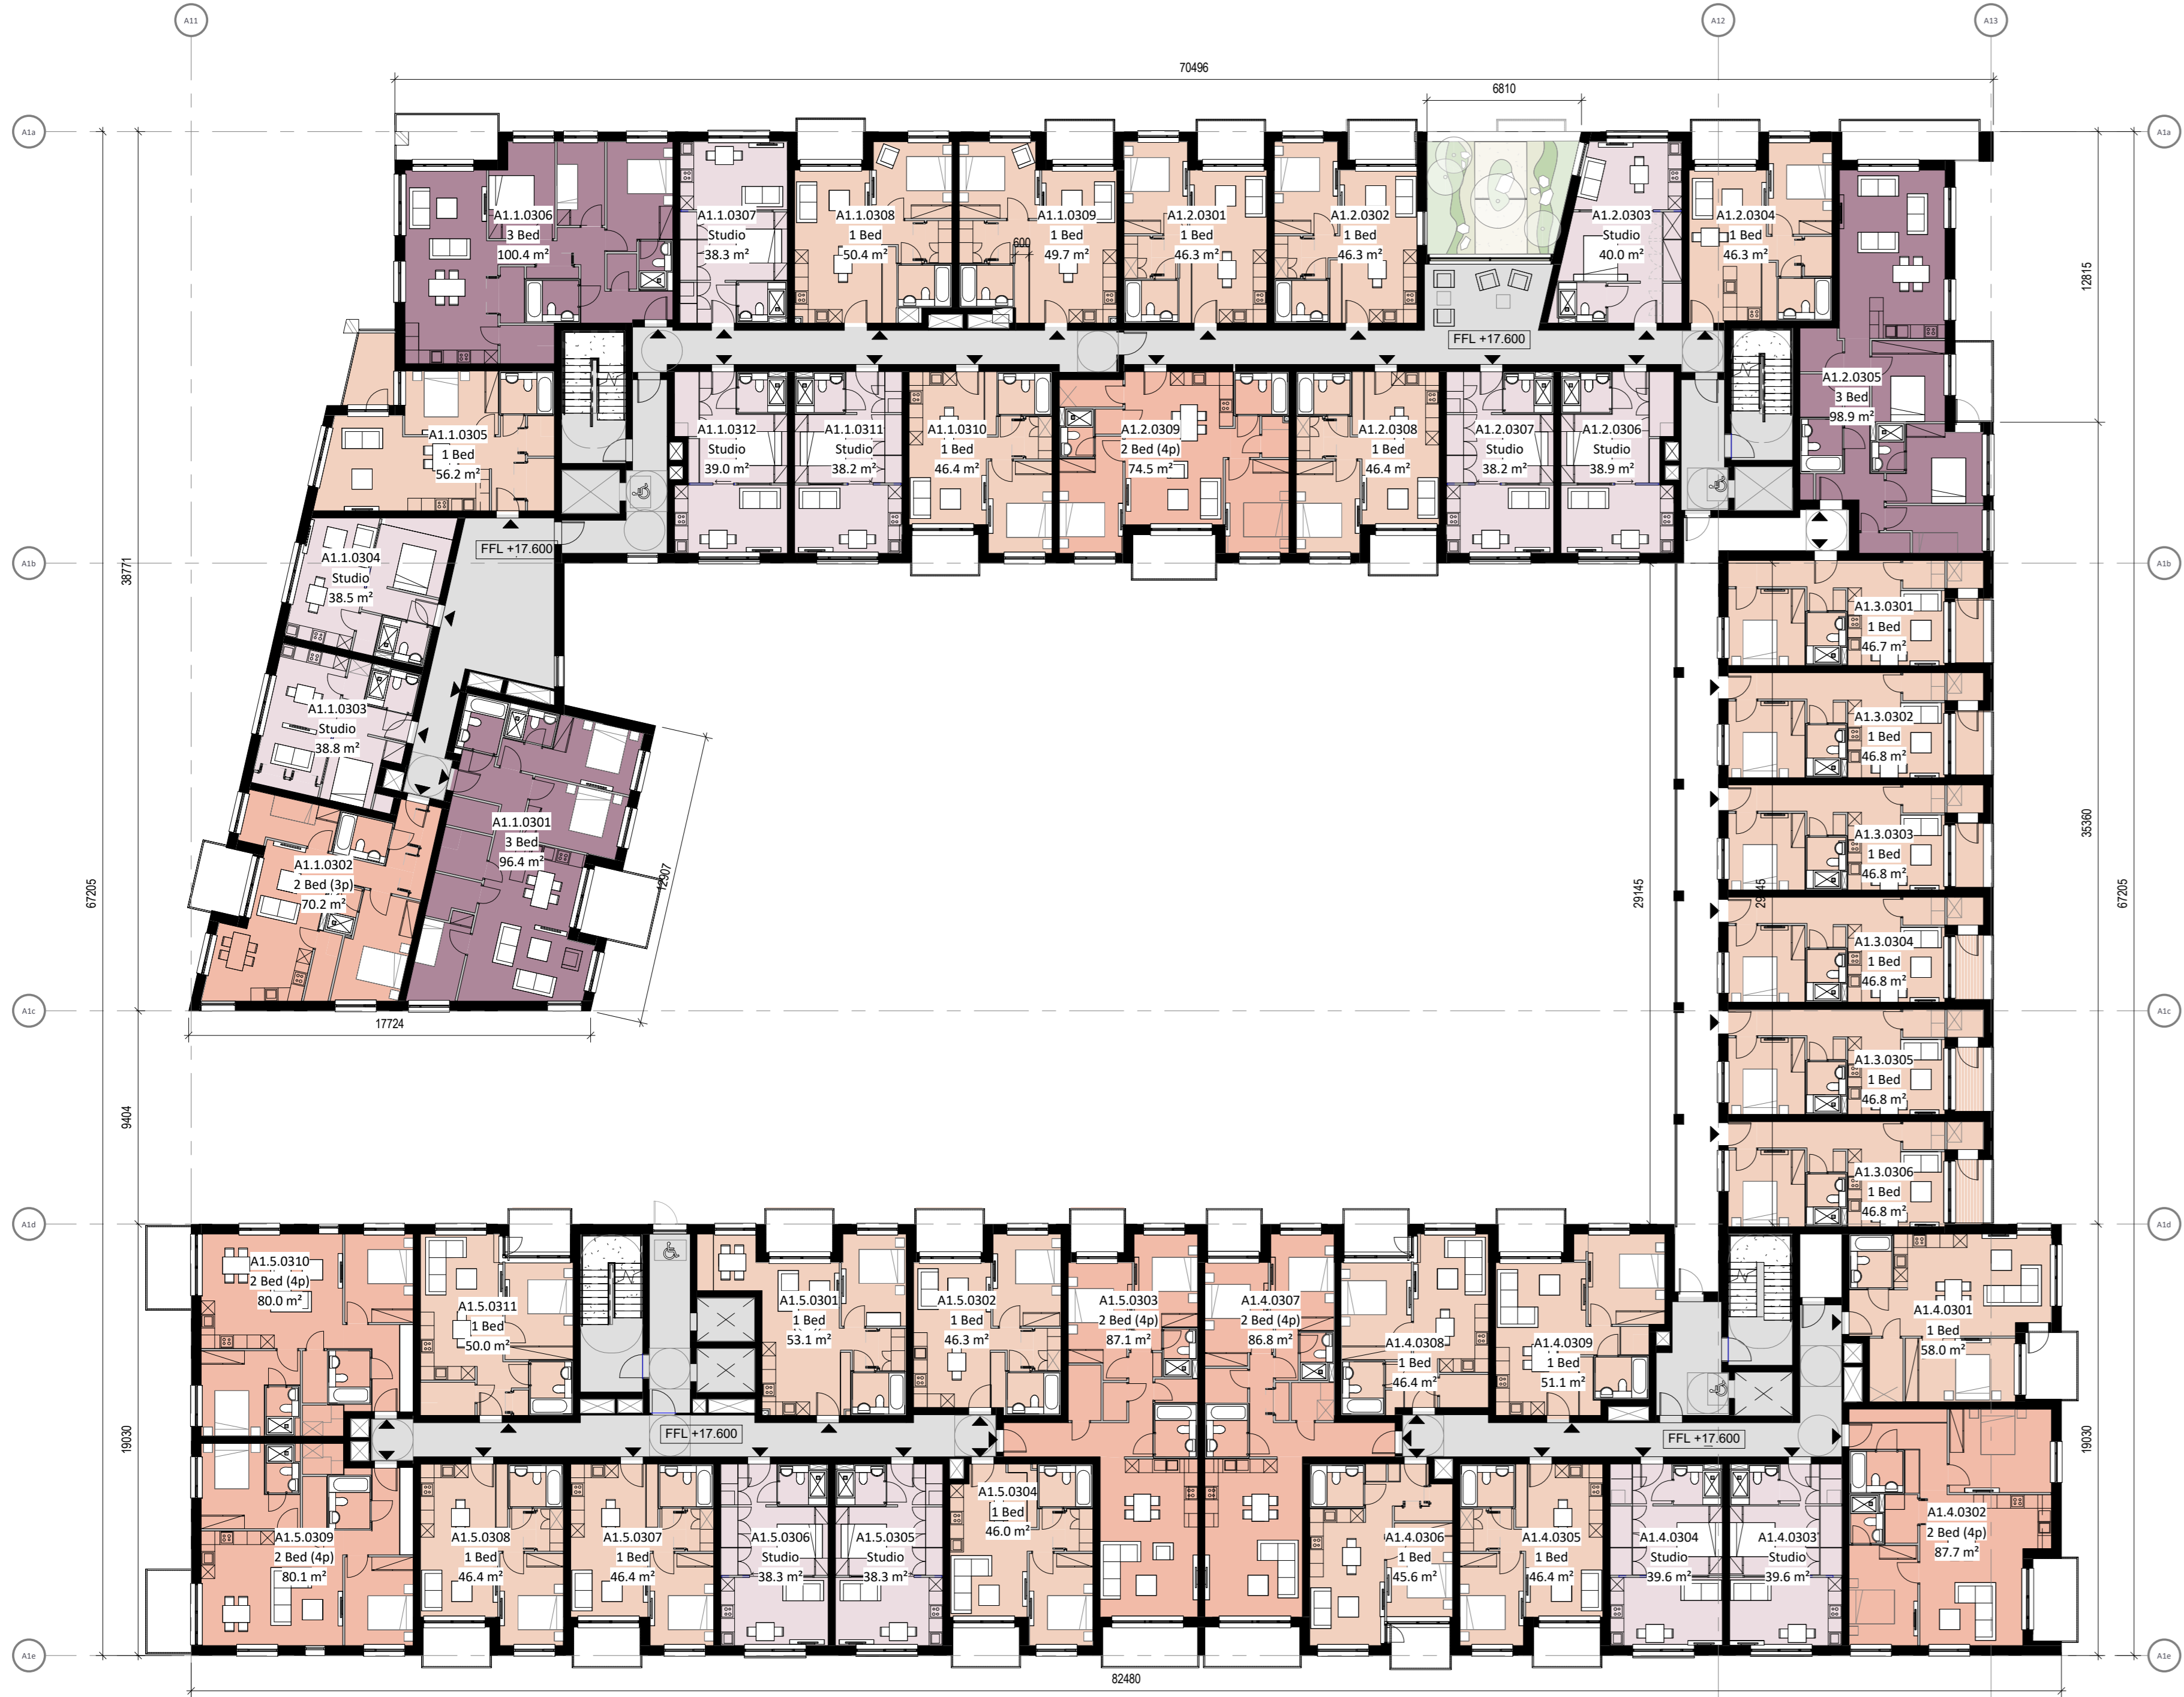 A11
A12
A13
70496
6810
A1a
A1a
A1.1.0306
3 Bed
100.4 m²
A1.1.0307
Studio
38.3 m²
A1.1.0308
1 Bed
50.4 m²
A1.1.0309
1 Bed
49.7 m²
600
A1.2.0301
1 Bed
46.3 m²
A1.2.0302
1 Bed
46.3 m²
A1.2.0303
Studio
40.0 m²
A1.2.0304
1 Bed
46.3 m²
12815
FFL +17.600
A1.2.0305
3 Bed
98.9 m²
A1.1.0305
1 Bed
56.2 m²
A1.1.0312
Studio
39.0 m²
A1.1.0311
Studio
38.2 m²
A1.1.0310
1 Bed
46.4 m²
A1.2.0309
2 Bed (4p)
74.5 m²
A1.2.0308
1 Bed
46.4 m²
A1.2.0307
Studio
38.2 m²
A1.2.0306
Studio
38.9 m²
FFL +17.600
A1b
A1b
38771
A1.1.0304
Studio
38.5 m²
A1.3.0301
1 Bed
46.7 m²
A1.1.0303
Studio
38.8 m²
A1.3.0302
1 Bed
46.8 m²
A1.1.0301
3 Bed
96.4 m²
A1.1.0302
2 Bed (3p)
70.2 m²
12907
A1.3.0303
1 Bed
46.8 m²
67205
29145
29145
35360
67205
A1.3.0304
1 Bed
46.8 m²
A1c
A1c
17724
A1.3.0305
1 Bed
46.8 m²
9404
A1.3.0306
1 Bed
46.8 m²
A1d
A1d
A1.5.0310
2 Bed (4p)
80.0 m²
A1.5.0311
1 Bed
50.0 m²
A1.5.0301
1 Bed
53.1 m²
A1.5.0302
1 Bed
46.3 m²
A1.5.0303
2 Bed (4p)
87.1 m²
A1.4.0307
2 Bed (4p)
86.8 m²
A1.4.0308
1 Bed
46.4 m²
A1.4.0309
1 Bed
51.1 m²
A1.4.0301
1 Bed
58.0 m²
19030
FFL +17.600
FFL +17.600
19030
A1.5.0309
2 Bed (4p)
80.1 m²
A1.5.0308
1 Bed
46.4 m²
A1.5.0307
1 Bed
46.4 m²
A1.5.0306
Studio
38.3 m²
A1.5.0305
Studio
38.3 m²
A1.5.0304
1 Bed
46.0 m²
A1.4.0306
1 Bed
45.6 m²
A1.4.0305
1 Bed
46.4 m²
A1.4.0304
Studio
39.6 m²
A1.4.0303
Studio
39.6 m²
A1.4.0302
2 Bed (4p)
87.7 m²
A1e
A1e
82480